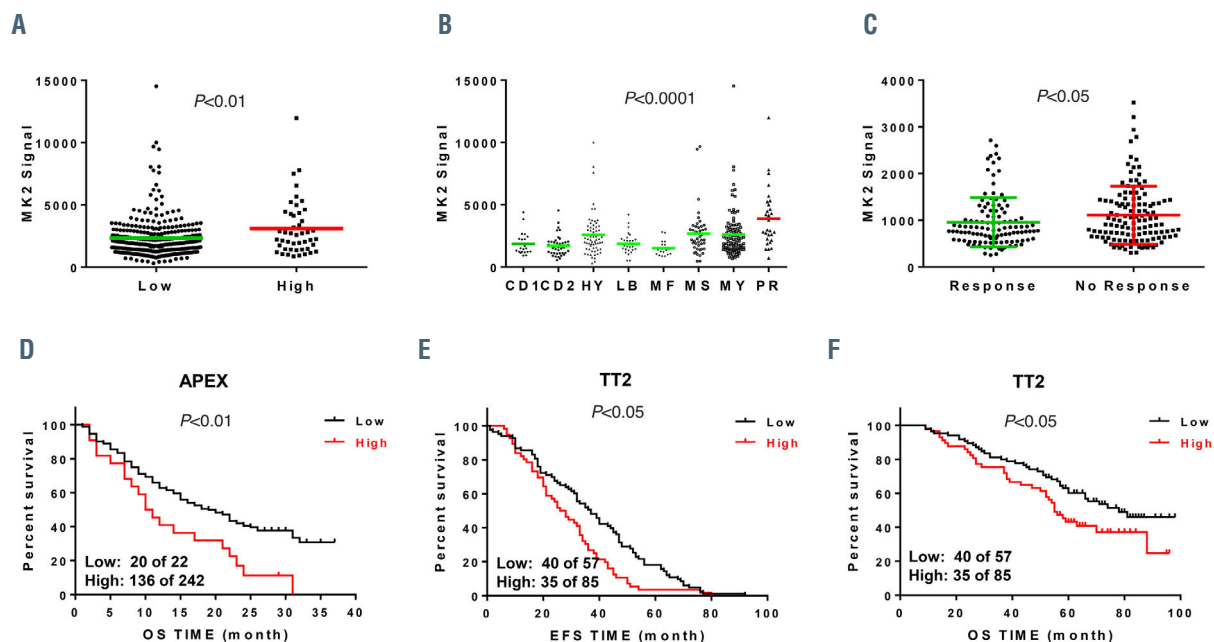 A
MK2 Signal
15000
10000
5000
0
P<0.01
Low
High
B
MK2 Signal
15000
10000
5000
0
P<0.0001
CD1 CD2 HY LB MF MS MY PR
C
MK2 Signal
4000
3000
2000
1000
0
P<0.05
Response
No Response
D
APEX
P<0.01
Low
High
Percent survival
100
80
60
40
20
0
Low: 20 of 22
High: 136 of 242
0 5 10 15 20 25 30 35 40
OS TIME (month)
E
TT2
P<0.05
Low
High
Percent survival
100
80
60
40
20
0
Low: 40 of 57
High: 35 of 85
0 20 40 60 80 100
EFS TIME (month)
F
TT2
P<0.05
Low
High
Percent survival
100
80
60
40
20
0
Low: 40 of 57
High: 35 of 85
0 20 40 60 80 100
OS TIME (month)